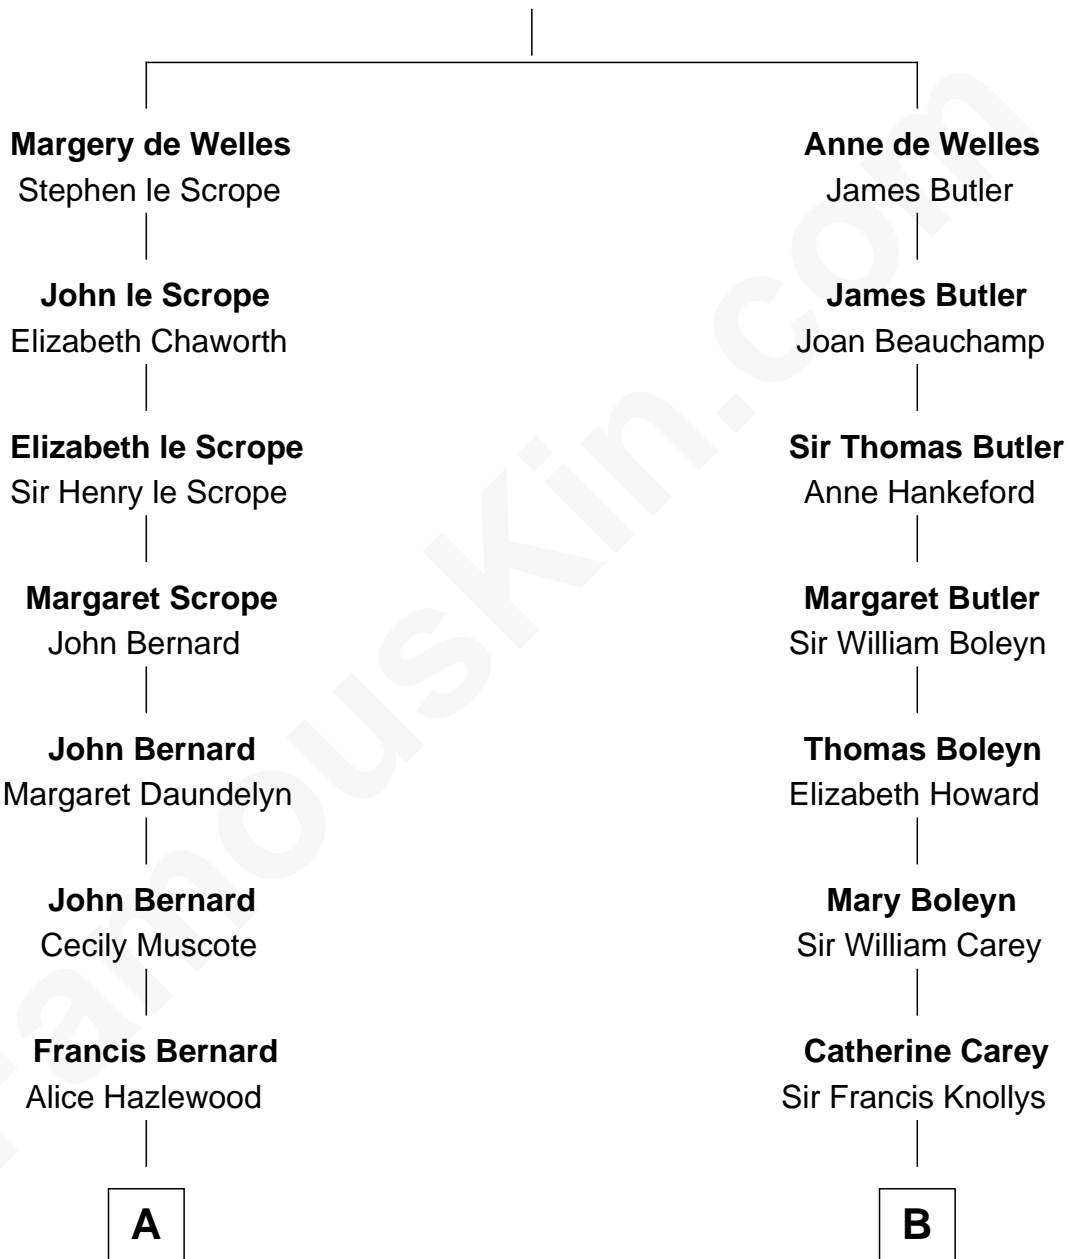 Margery de Welles
Stephen le Scrope
John le Scrope
Elizabeth Chaworth
Elizabeth le Scrope
Sir Henry le Scrope
Margaret Scrope
John Bernard
John Bernard
Margaret Daundelyn
John Bernard
Cecily Muscote
Francis Bernard
Alice Hazlewood
A
Anne de Welles
James Butler
James Butler
Joan Beauchamp
Sir Thomas Butler
Anne Hankeford
Margaret Butler
Sir William Boleyn
Thomas Boleyn
Elizabeth Howard
Mary Boleyn
Sir William Carey
Catherine Carey
Sir Francis Knollys
B
FamousKin.com